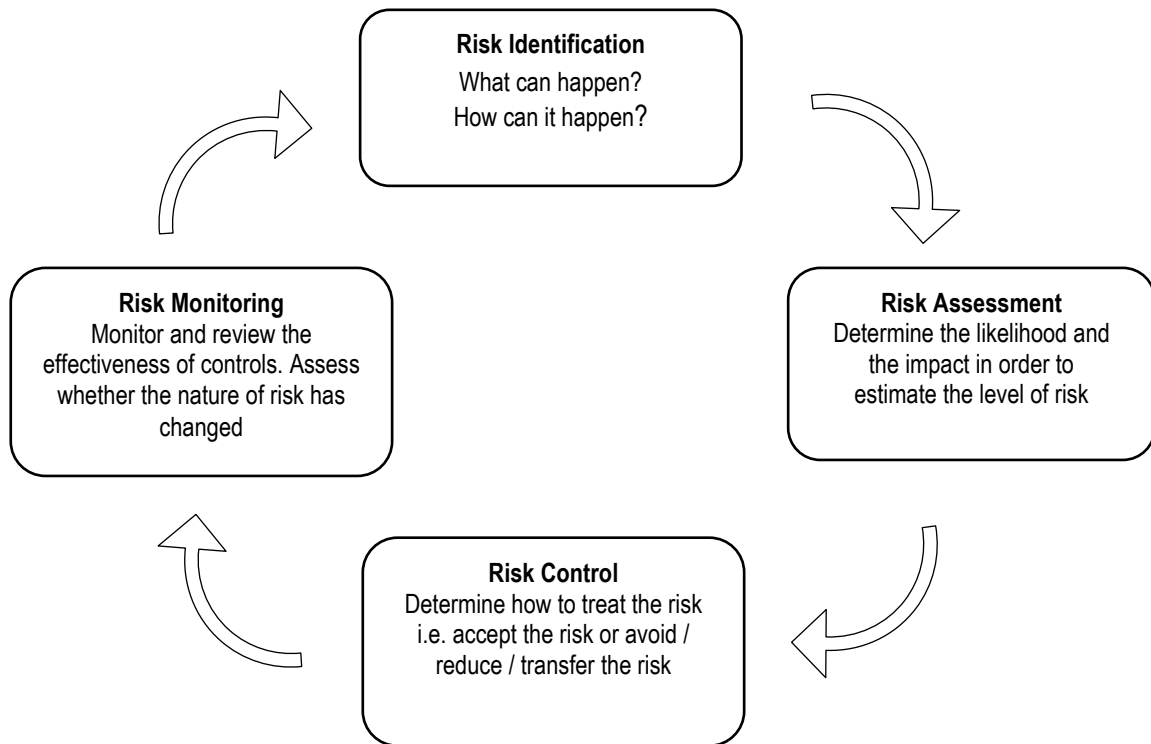 Risk Identification
What can happen?
How can it happen?
Risk Assessment
Determine the likelihood and
the impact in order to
estimate the level of risk
Risk Control
Determine how to treat the risk
i.e. accept the risk or avoid /
reduce / transfer the risk
Risk Monitoring
Monitor and review the
effectiveness of controls. Assess
whether the nature of risk has
changed